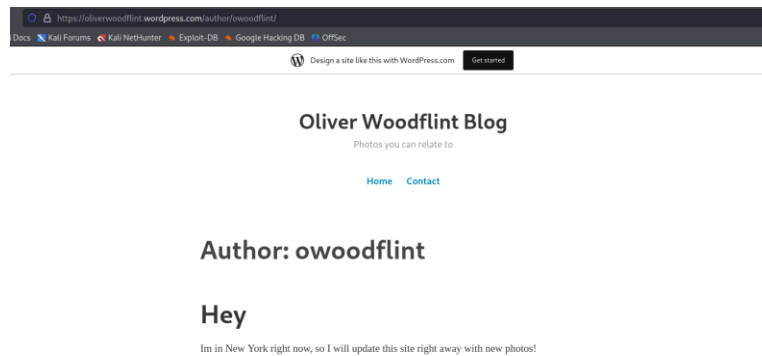 https://oliverwoodflint.wordpress.com/author/owoodflint/
Docs Kali Forums Kali NetHunter Exploit-DB Google Hacking DB OffSec
Design a site like this with WordPress.com Get started
Oliver Woodflint Blog
Photos you can relate to
Home Contact
Author: owoodflint
Hey
Im in New York right now, so I will update this site right away with new photos!